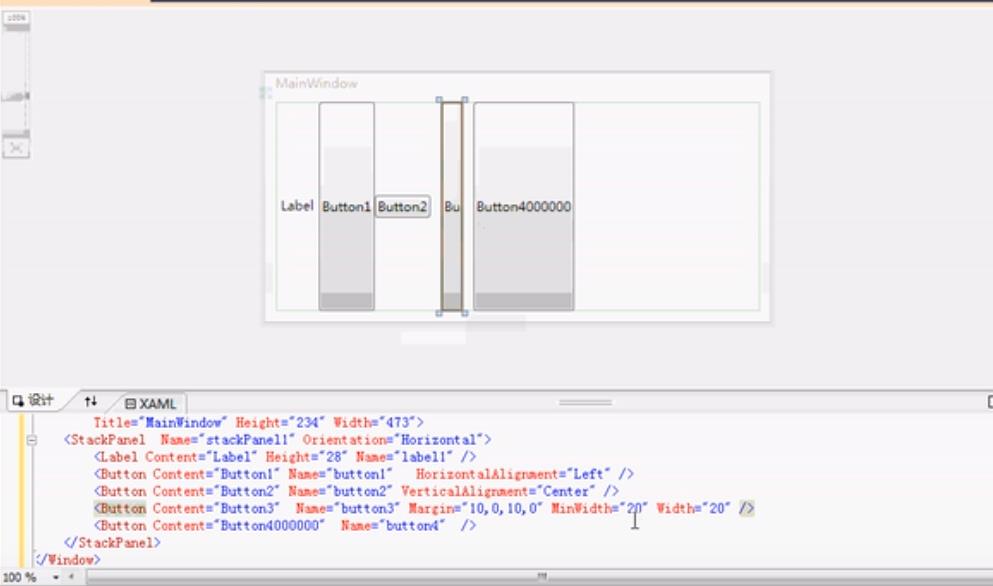 100%
MainWindow
Label Button1 Button2 Bu Button4000000
设计 XAML
Title="MainWindow" Height="234" Width="473">
<StackPanel Name="stackPanel1" Orientation="Horizontal">
<Label Content="Label" Height="28" Name="label1" />
<Button Content="Button1" Name="button1" HorizontalAlignment="Left" />
<Button Content="Button2" Name="button2" VerticalAlignment="Center" />
<Button Content="Button3" Name="button3" Margin="10,0,10,0" MinWidth="20" Width="20" />
<Button Content="Button4000000" Name="button4" />
</StackPanel>
</Window>
100 %